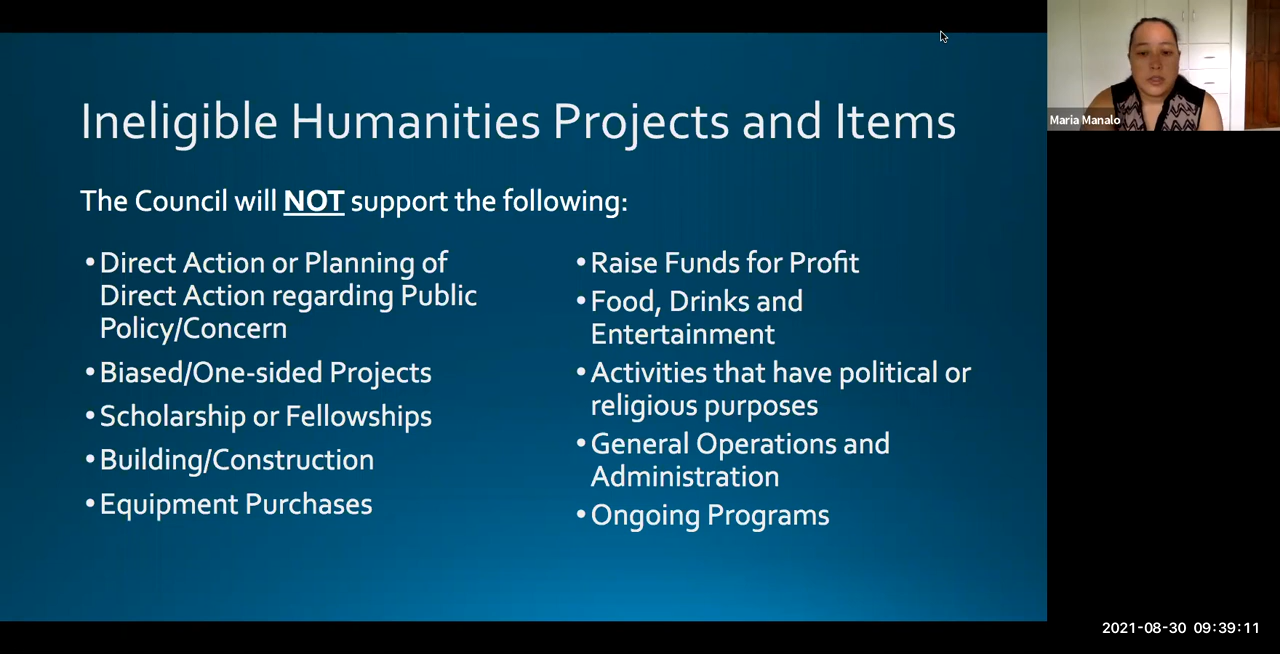 Ineligible Humanities Projects and Items
The Council will NOT support the following:
•Direct Action or Planning of
Direct Action regarding Public
Policy/Concern
•Biased/One-sided Projects
•Scholarship or Fellowships
•Building/Construction
•Equipment Purchases
•Raise Funds for Profit
•Food, Drinks and
Entertainment
•Activities that have political or
religious purposes
•General Operations and
Administration
•Ongoing Programs
Maria Manalo
2021-08-30 09:39:11